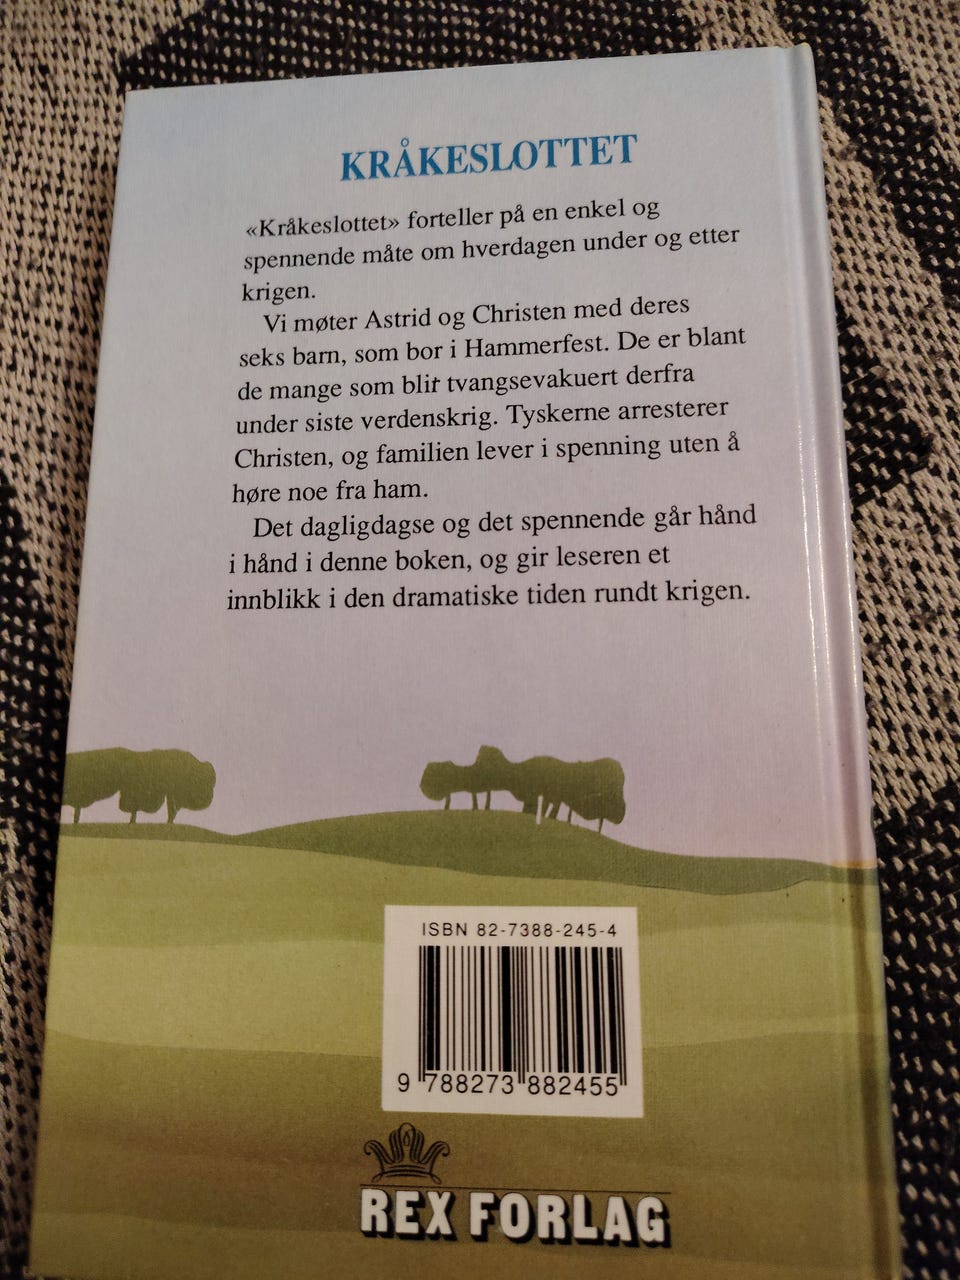 KRÅKESLOTTET
«Kråkeslottet» forteller på en enkel og
spennende måte om hverdagen under og etter
krigen.
Vi møter Astrid og Christen med deres
seks barn, som bor i Hammerfest. De er blant
de mange som blir tvangsevakuert derfra
under siste verdenskrig. Tyskerne arresterer
Christen, og familien lever i spenning uten å
høre noe fra ham.
Det dagligdagse og det spennende går hånd
i hånd i denne boken, og gir leseren et
innblikk i den dramatiske tiden rundt krigen.
ISBN 82-7388-245-4
9 788273 882455
REX FORLAG